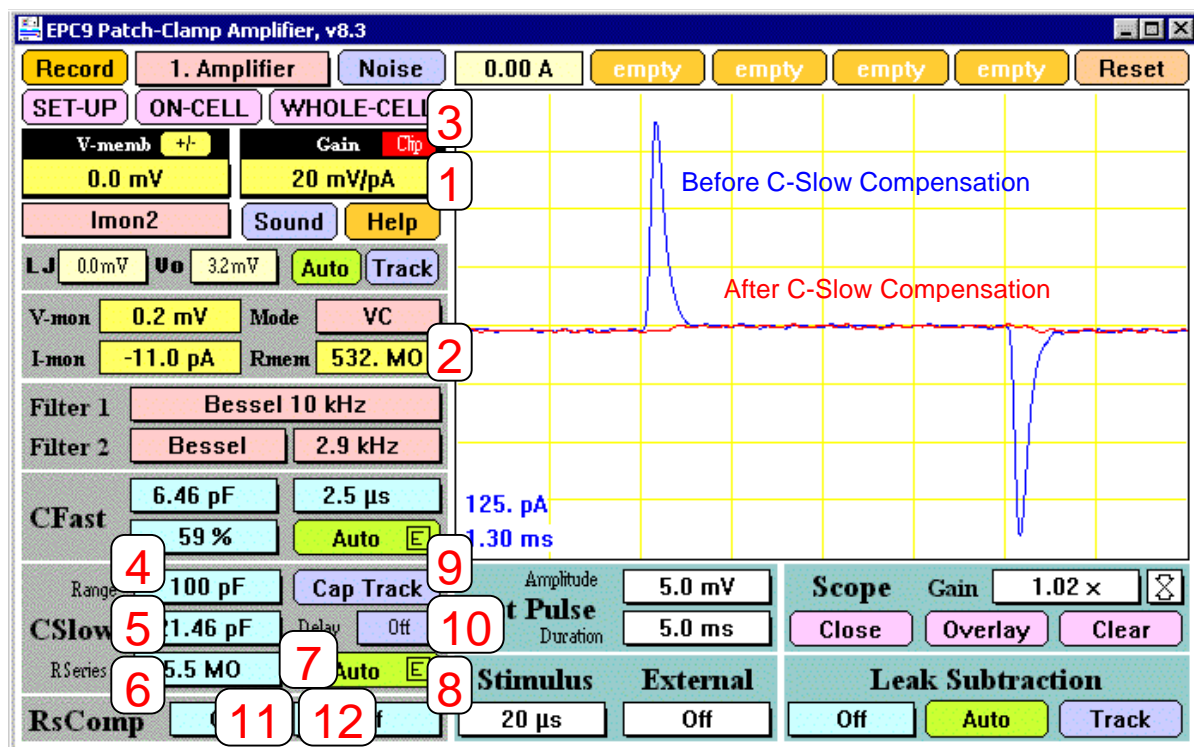 EPC9 Patch-Clamp Amplifier, v8.3
Record 1. Amplifier Noise 0.00 A empty empty empty empty Reset
SET-UP ON-CELL WHOLE-CELL
3
V-memb +/- Gain Clip
0.0 mV 20 mV/pA
1
Before C-Slow Compensation
Imon2 Sound Help
LJ 0.0mV Vo 3.2mV Auto Track
After C-Slow Compensation
V-mon 0.2 mV Mode VC
2
I-mon -11.0 pA Rmem 532. MO
Filter 1 Bessel 10 kHz
Filter 2 Bessel 2.9 kHz
CFast 6.46 pF 2.5 µs
59 % Auto E
125. pA
1.30 ms
4 9
Range 100 pF Cap Track
Amplitude 5.0 mV
Scope Gain 1.02 x
5 10
CSlow 21.46 pF Delay Off
Pulse
Duration 5.0 ms
Close Overlay Clear
6 7 8
RSeries 5.5 MO Auto E
Stimulus External
Leak Subtraction
11 12
RsComp
20 µs Off
Off Auto Track